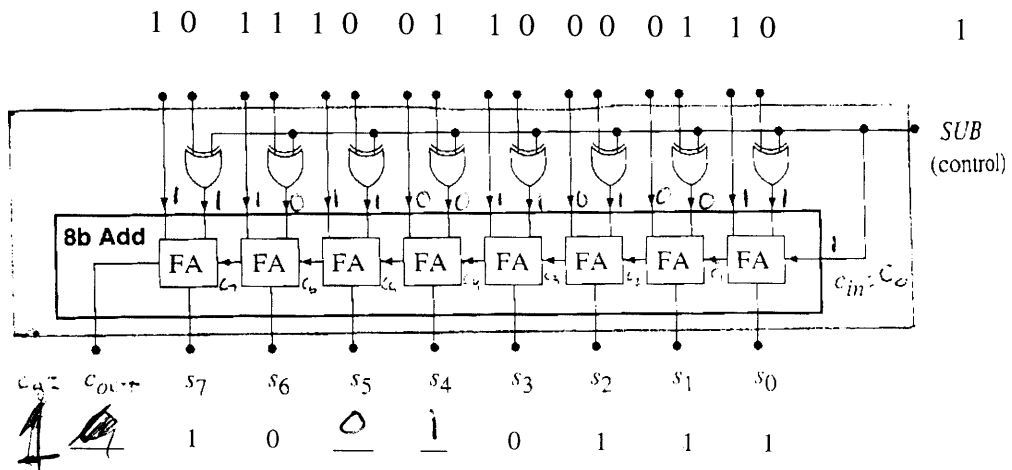 1 0 1 1 1 0 0 1 1 0 0 0 0 1 1 0 1
SUB
(control)
1 1 1 0 1 1 0 0 1 1 0 1 0 0 1 1 1
8b Add
FA FA FA FA FA FA FA FA
c7 c6 c5 c4 c3 c2 c1 cin = C0
c8= cout s7 s6 s5 s4 s3 s2 s1 s0
1 1 0 0 1 0 1 1 1